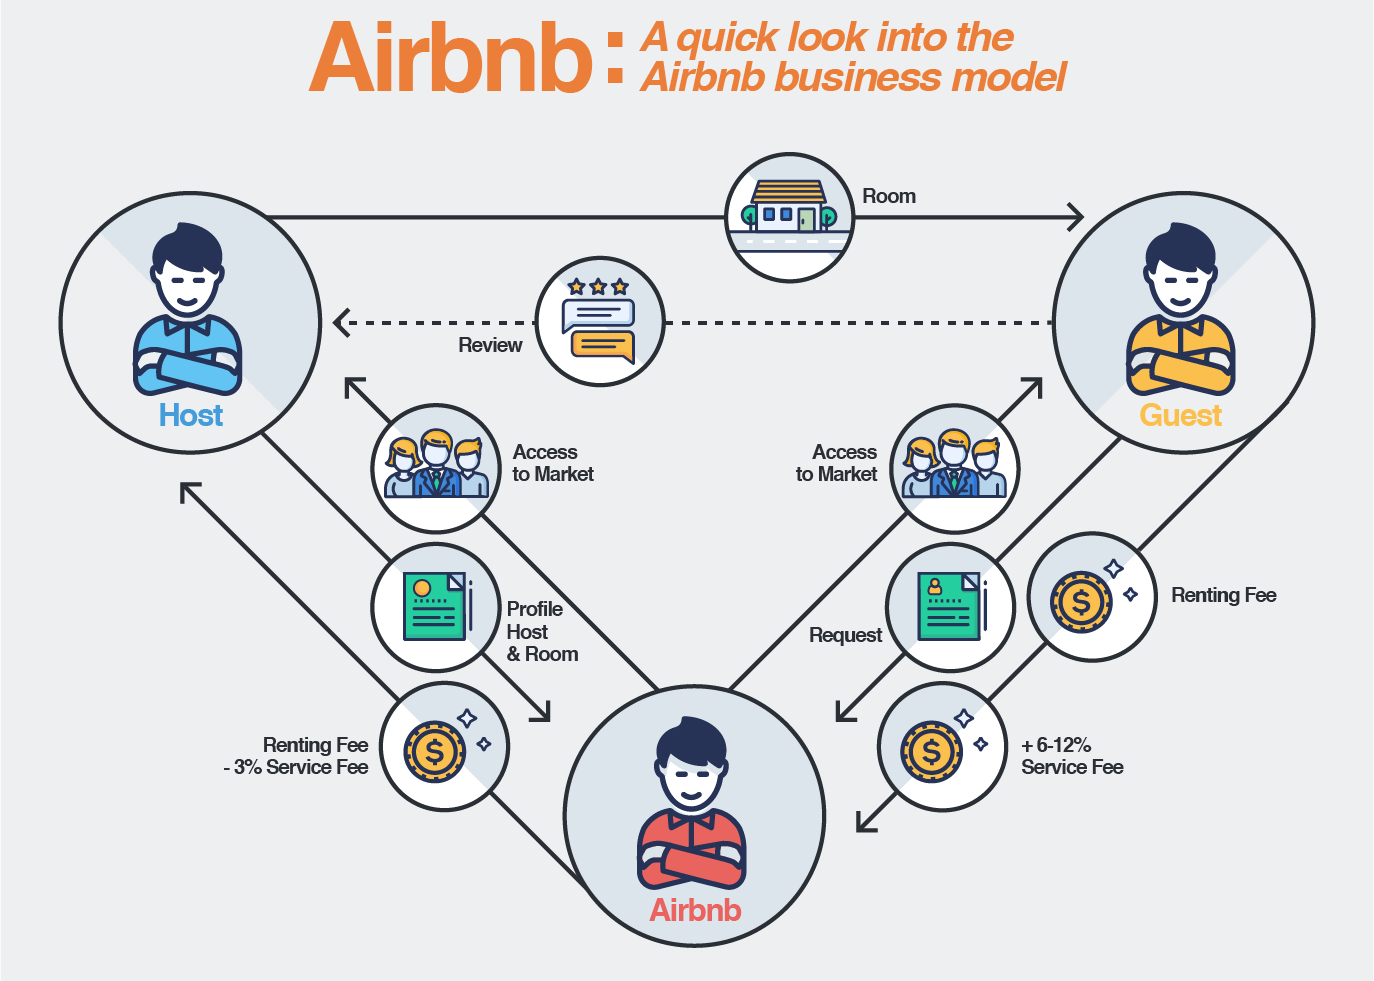 Airbnb:
A quick look into the
Airbnb business model
Room
Review
Host
Guest
Access
to Market
Access
to Market
Profile
Host
& Room
Request
Renting Fee
Renting Fee
- 3% Service Fee
+ 6-12%
Service Fee
$
$
$
Airbnb